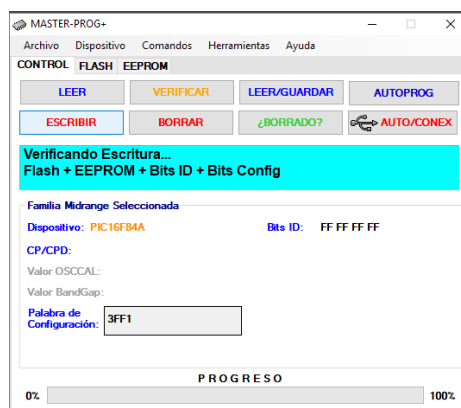 MASTER-PROG+
Archivo Dispositivo Comandos Herramientas Ayuda
CONTROL FLASH EEPROM
LEER VERIFICAR LEER/GUARDAR AUTOPROG
ESCRIBIR BORRAR ¿BORRADO? AUTO/CONEX
Verificando Escritura...
Flash + EEPROM + Bits ID + Bits Config
Familia Midrange Seleccionada
Dispositivo: PIC16F84A Bits ID: FF FF FF FF
CP/CPD:
Valor OSCCAL:
Valor BandGap:
Palabra de
Configuración: 3FF1
PROGRESO
0% 100%